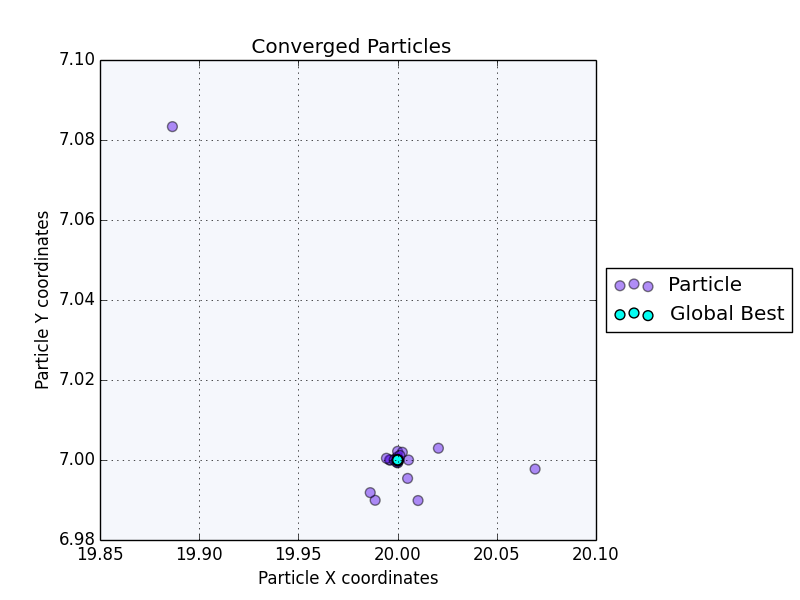 Converged Particles
7.10
7.08
7.06
7.04
7.02
7.00
6.98
Particle Y coordinates
19.85 19.90 19.95 20.00 20.05 20.10
Particle X coordinates
Particle
Global Best